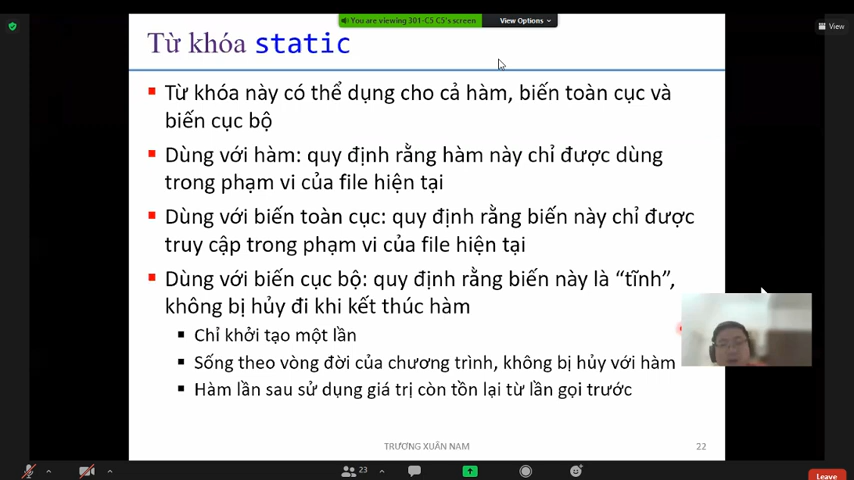 You are viewing 301-C5 C5's screen
View Options
View
Từ khóa static
Từ khóa này có thể dụng cho cả hàm, biến toàn cục và
biến cục bộ
Dùng với hàm: quy định rằng hàm này chỉ được dùng
trong phạm vi của file hiện tại
Dùng với biến toàn cục: quy định rằng biến này chỉ được
truy cập trong phạm vi của file hiện tại
Dùng với biến cục bộ: quy định rằng biến này là “tĩnh”,
không bị hủy đi khi kết thúc hàm
Chỉ khởi tạo một lần
Sống theo vòng đời của chương trình, không bị hủy với hàm
Hàm lần sau sử dụng giá trị còn tồn lại từ lần gọi trước
TRƯƠNG XUÂN NAM
22
23
Leave